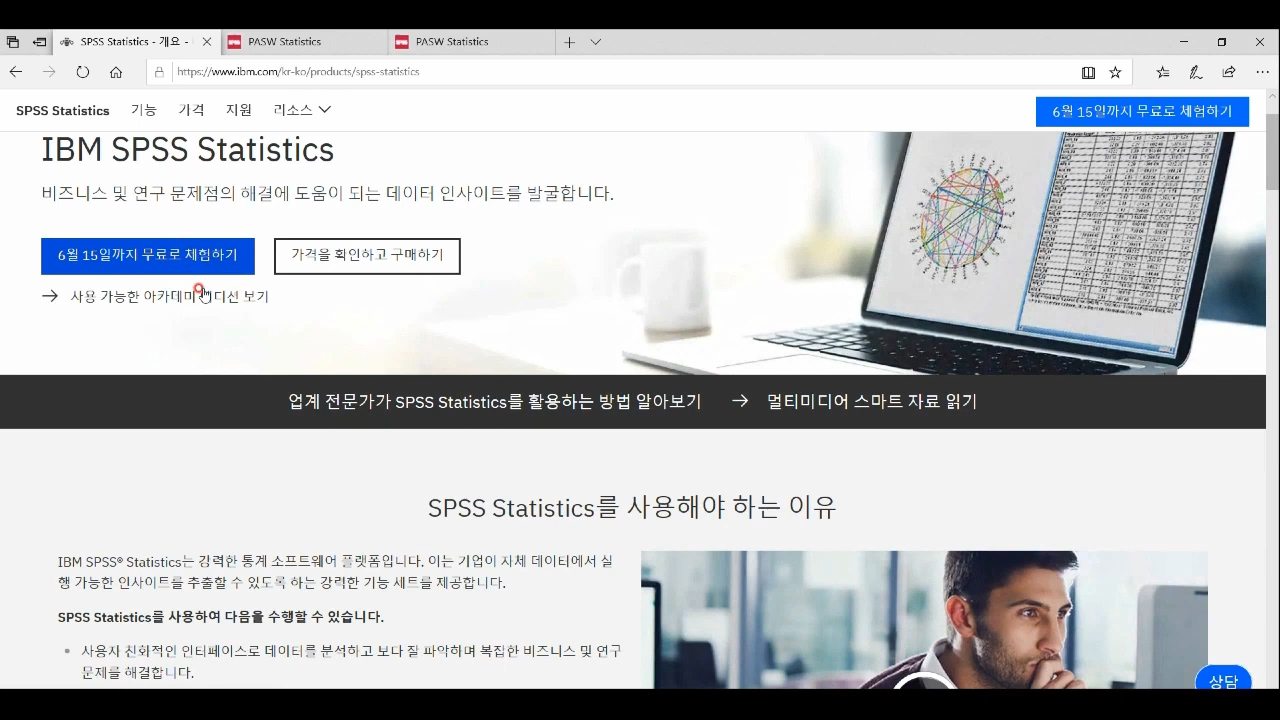 SPSS Statistics - 개요 -
PASW Statistics
PASW Statistics
https://www.ibm.com/kr-ko/products/spss-statistics
SPSS Statistics 기능 가격 지원 리소스
6월 15일까지 무료로 체험하기
IBM SPSS Statistics
비즈니스 및 연구 문제점의 해결에 도움이 되는 데이터 인사이트를 발굴합니다.
6월 15일까지 무료로 체험하기
가격을 확인하고 구매하기
→ 사용 가능한 아카데미 에디션 보기
업계 전문가가 SPSS Statistics를 활용하는 방법 알아보기 → 멀티미디어 스마트 자료 읽기
SPSS Statistics를 사용해야 하는 이유
IBM SPSS® Statistics는 강력한 통계 소프트웨어 플랫폼입니다. 이는 기업이 자체 데이터에서 실
행 가능한 인사이트를 추출할 수 있도록 하는 강력한 기능 세트를 제공합니다.
SPSS Statistics를 사용하여 다음을 수행할 수 있습니다.
• 사용자 친화적인 인터페이스로 데이터를 분석하고 보다 잘 파악하며 복잡한 비즈니스 및 연구
문제를 해결합니다.
상담